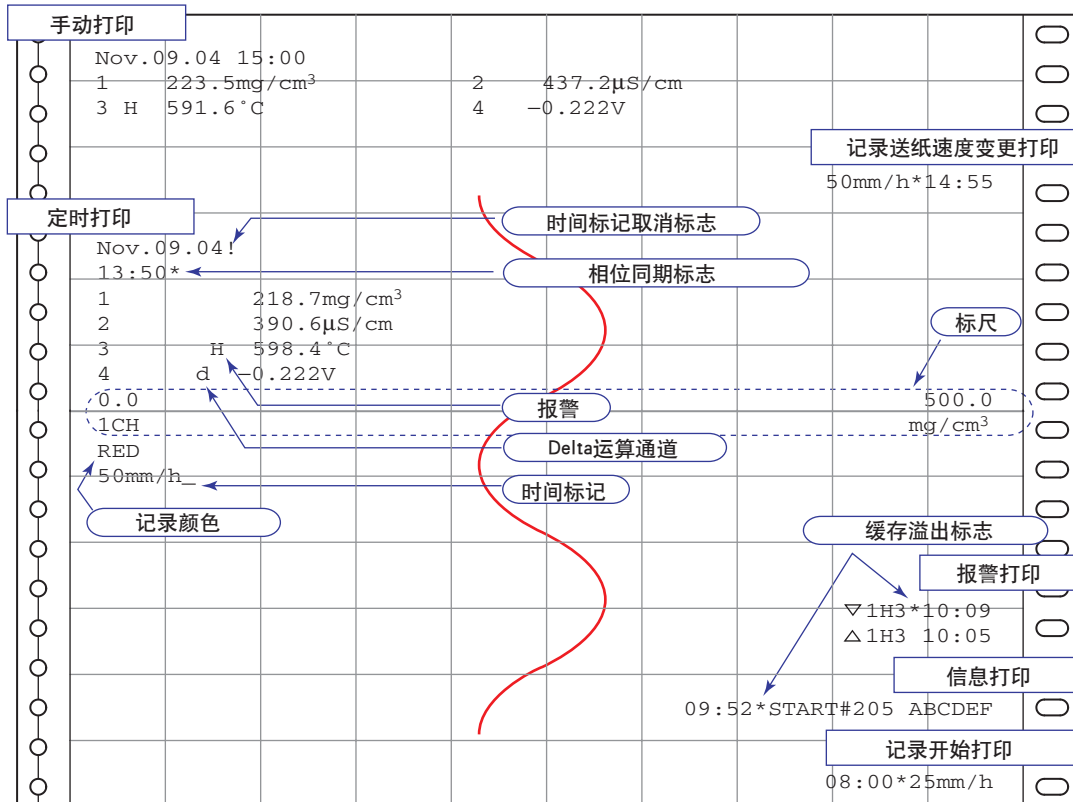 手动打印
Nov.09.04 15:00
1 223.5mg/cm³ 2 437.2μS/cm
3 H 591.6°C 4 −0.222V
记录送纸速度变更打印
50mm/h*14:55
定时打印
时间标记取消标志
Nov.09.04!
13:50*
相位同期标志
1 218.7mg/cm³
2 390.6μS/cm
标尺
3 H 598.4°C
4 d −0.222V
0.0 500.0
报警
1CH mg/cm³
RED
Delta运算通道
50mm/h_
时间标记
记录颜色
缓存溢出标志
报警打印
▽1H3*10:09
△1H3 10:05
信息打印
09:52*START#205 ABCDEF
记录开始打印
08:00*25mm/h